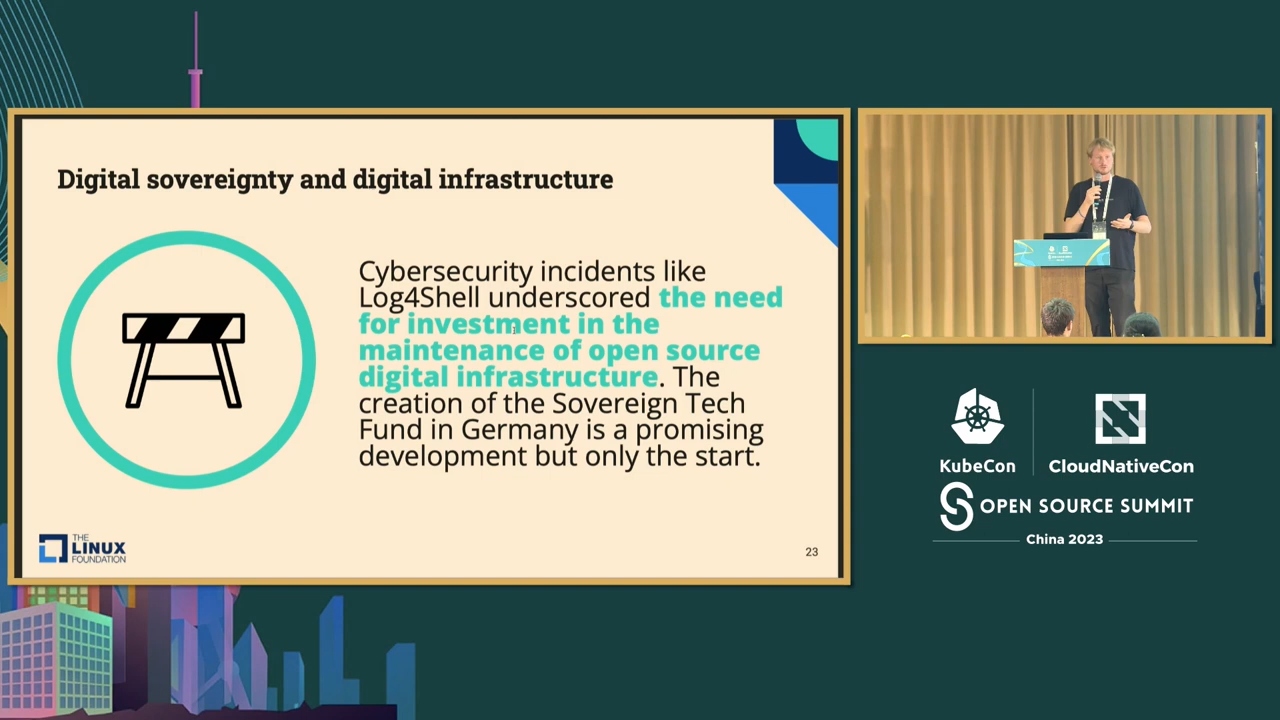 Digital sovereignty and digital infrastructure
Cybersecurity incidents like
Log4Shell underscored the need
for investment in the
maintenance of open source
digital infrastructure. The
creation of the Sovereign Tech
Fund in Germany is a promising
development but only the start.
THE
LINUX
FOUNDATION
23
KubeCon
CloudNativeCon
OPEN SOURCE SUMMIT
China 2023